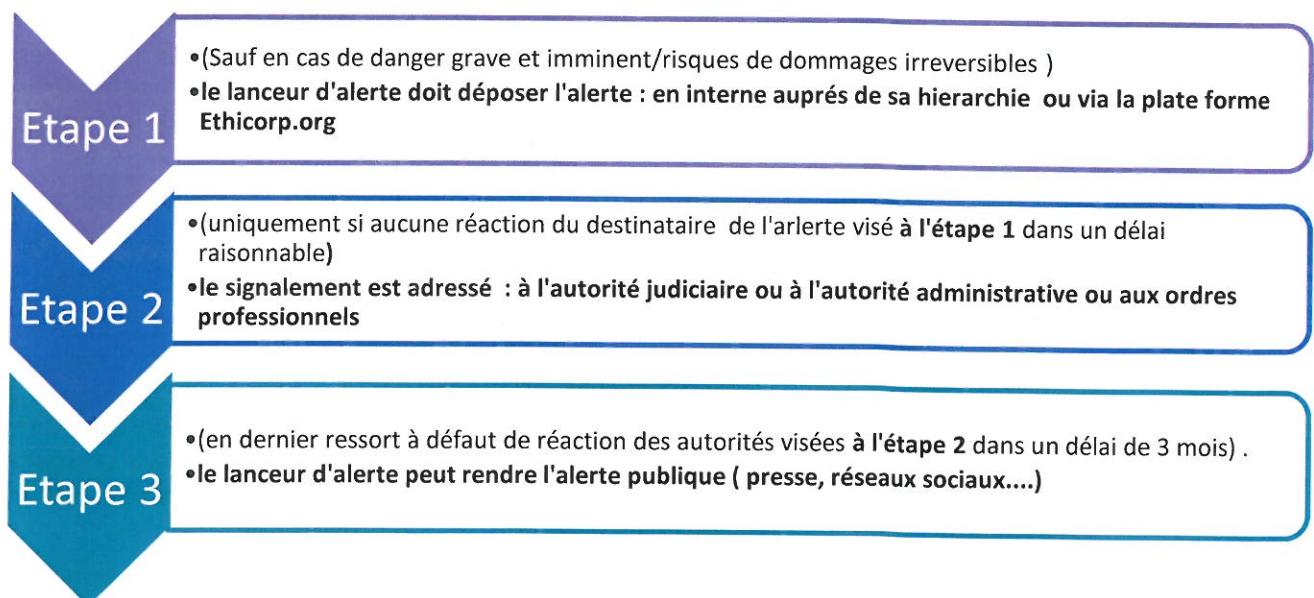 Etape 1
•(Sauf en cas de danger grave et imminent/risques de dommages irreversibles )
•le lanceur d'alerte doit déposer l'alerte : en interne auprés de sa hierarchie ou via la plate forme
Ethicorp.org
Etape 2
•(uniquement si aucune réaction du destinataire de l'arlerte visé à l'étape 1 dans un délai
raisonnable)
•le signalement est adressé : à l'autorité judiciaire ou à l'autorité administrative ou aux ordres
professionnels
Etape 3
•(en dernier ressort à défaut de réaction des autorités visées à l'étape 2 dans un délai de 3 mois) .
•le lanceur d'alerte peut rendre l'alerte publique ( presse, réseaux sociaux....)